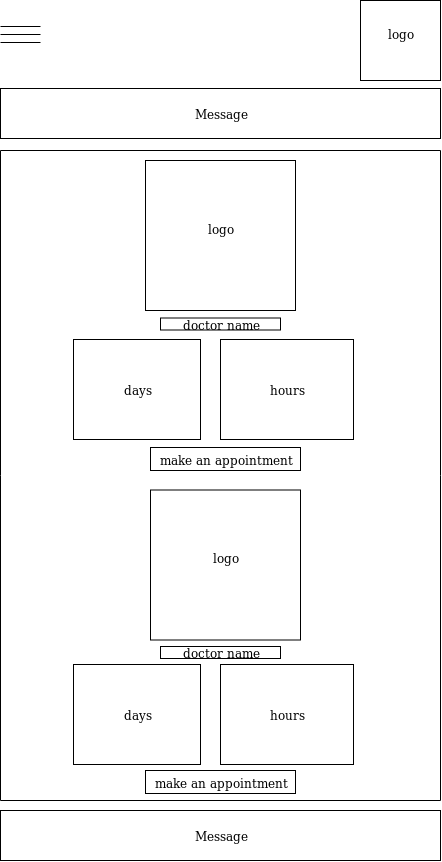 logo
Message
logo
doctor name
days
hours
make an appointment
logo
doctor name
days
hours
make an appointment
Message